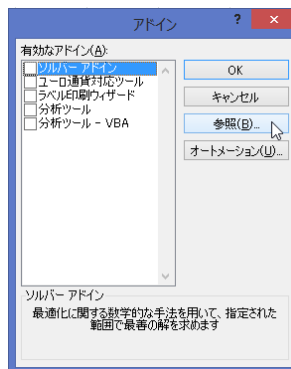 アドイン
有効なアドイン(A):
ソルバー アドイン
ユーロ通貨対応ツール
ラベル印刷ウィザード
分析ツール
分析ツール - VBA
OK
キャンセル
参照(B)...
オートメーション(U)...
ソルバー アドイン
最適化に関する数学的な手法を用いて、指定された
範囲で最善の解を求めます